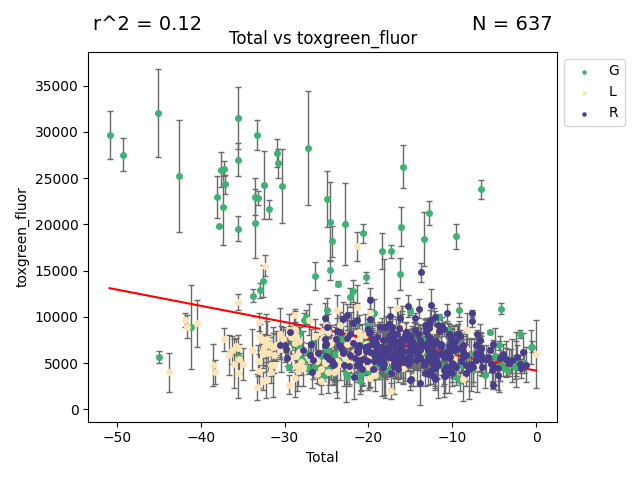 r^2 = 0.12
N = 637
Total vs toxgreen_fluor
35000
30000
25000
20000
15000
10000
5000
0
toxgreen_fluor
−50
−40
−30
−20
−10
0
Total
G
L
R